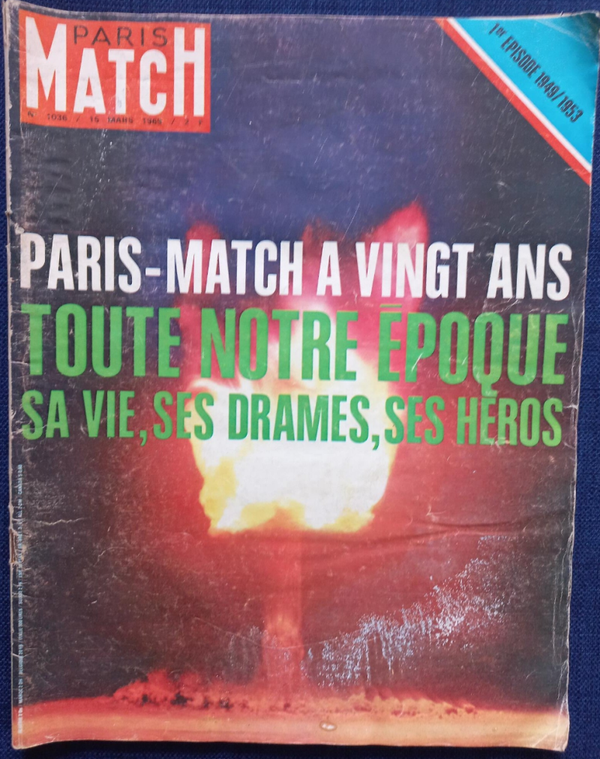 PARIS
MATCH
N. 1036 / 15 MARS 1969 / 2 F
1er EPISODE 1949/1953
PARIS-MATCH A VINGT ANS
TOUTE NOTRE ÉPOQUE
SA VIE, SES DRAMES, SES HÉROS